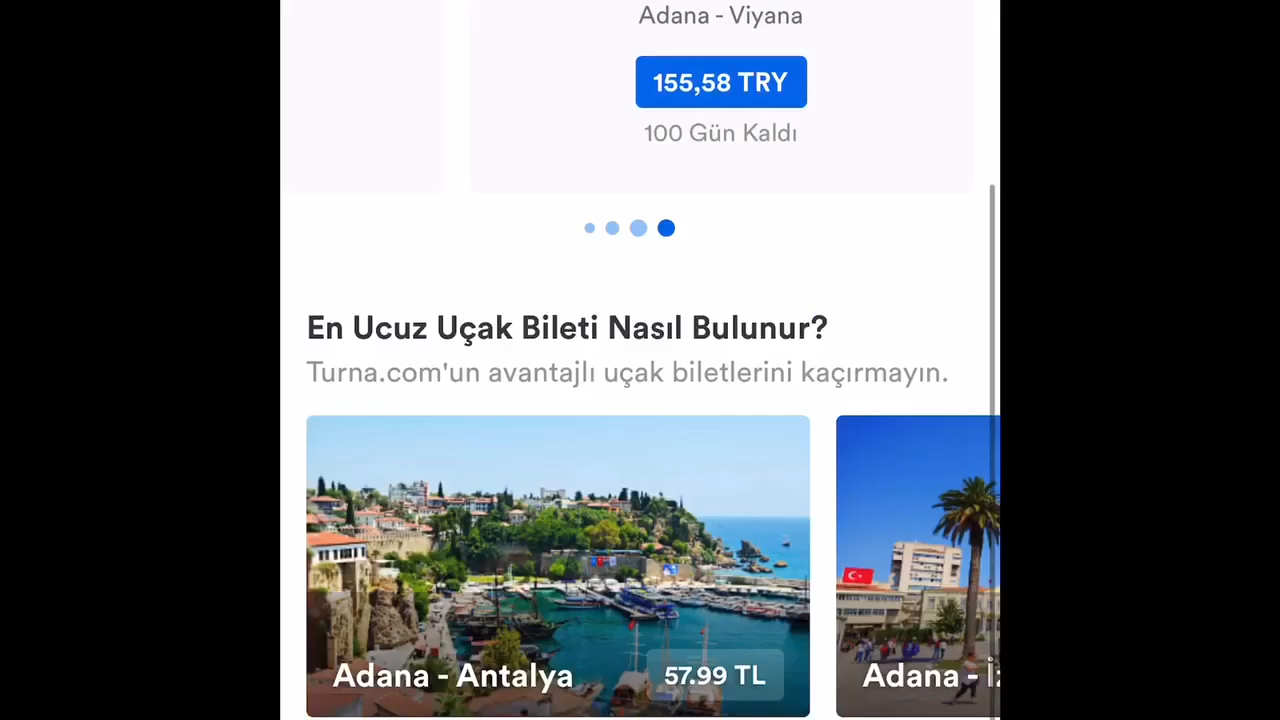 Adana - Viyana
155,58 TRY
100 Gün Kaldı
En Ucuz Uçak Bileti Nasıl Bulunur?
Turna.com'un avantajlı uçak biletlerini kaçırmayın.
Adana - Antalya
57.99 TL
Adana -